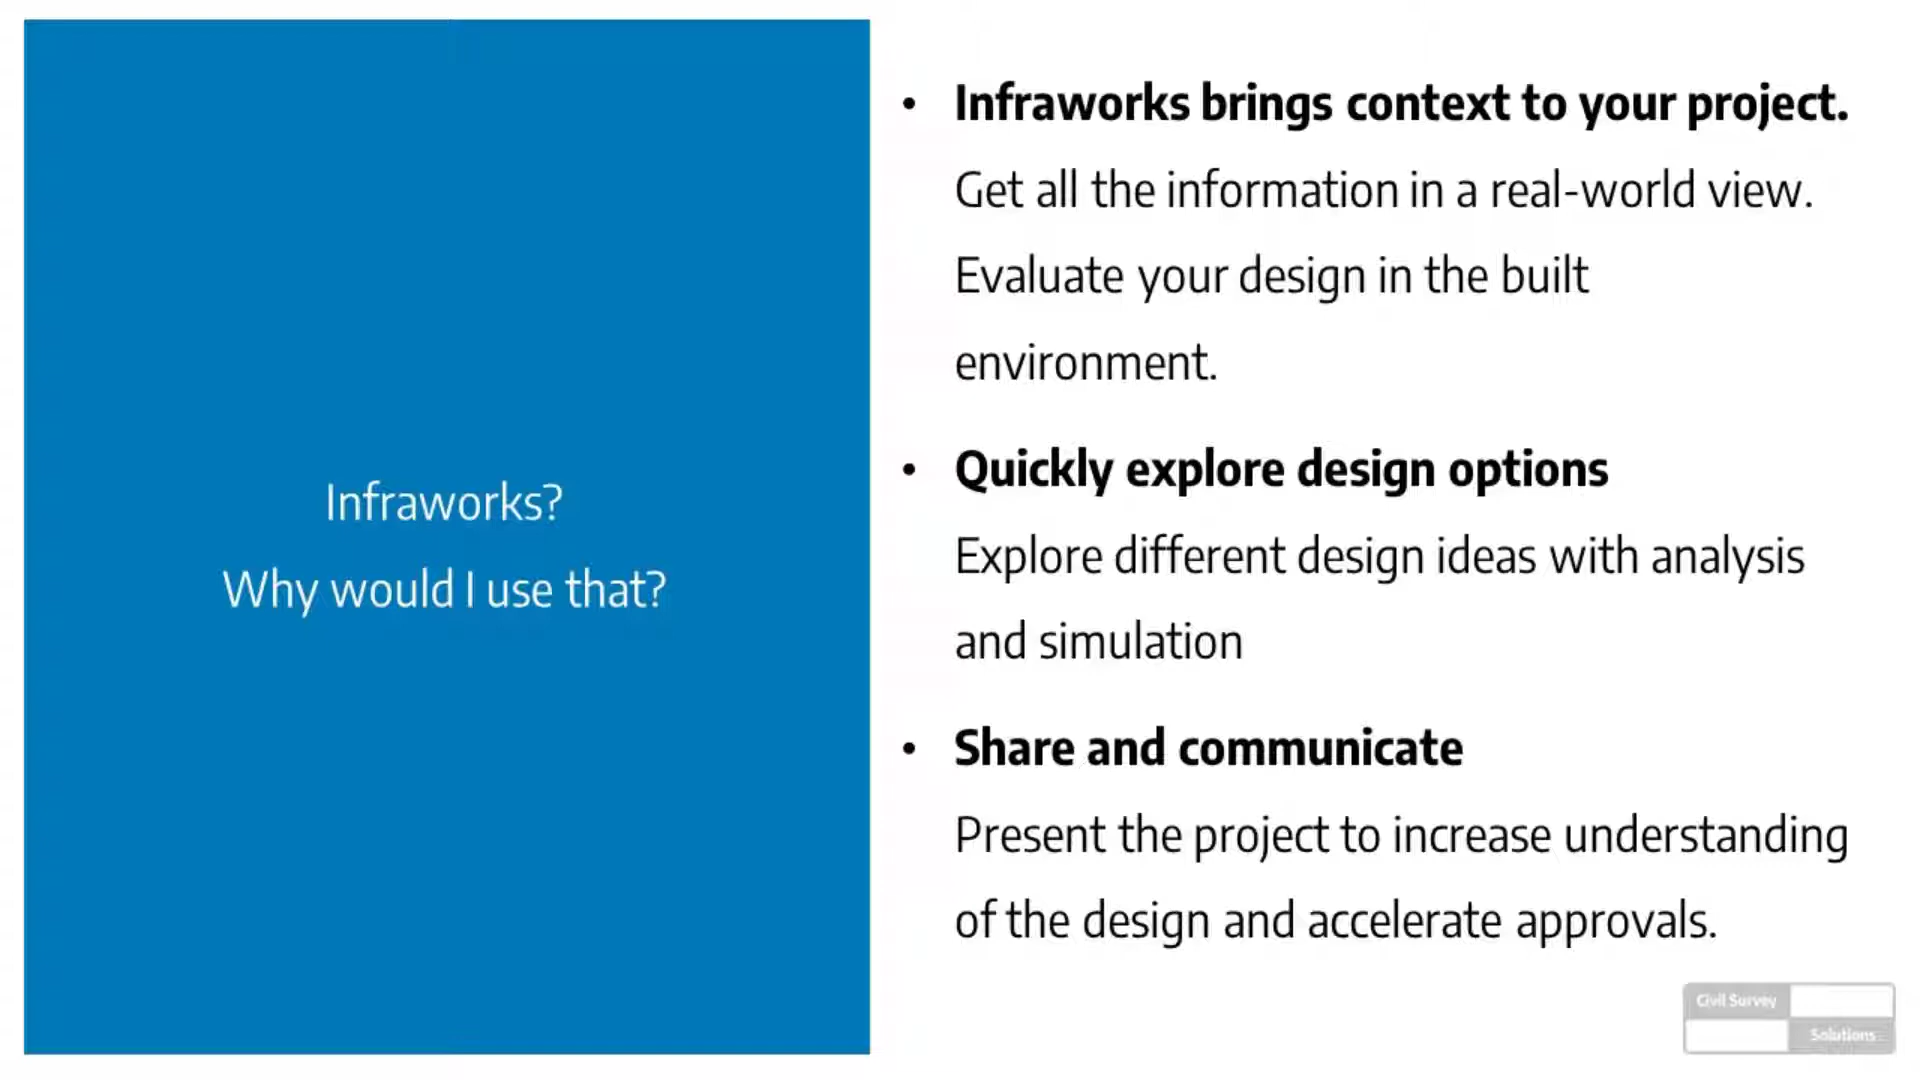 Infraworks?
Why would I use that?
• Infraworks brings context to your project.
Get all the information in a real-world view.
Evaluate your design in the built
environment.
• Quickly explore design options
Explore different design ideas with analysis
and simulation
• Share and communicate
Present the project to increase understanding
of the design and accelerate approvals.
Civil Survey
Solutions